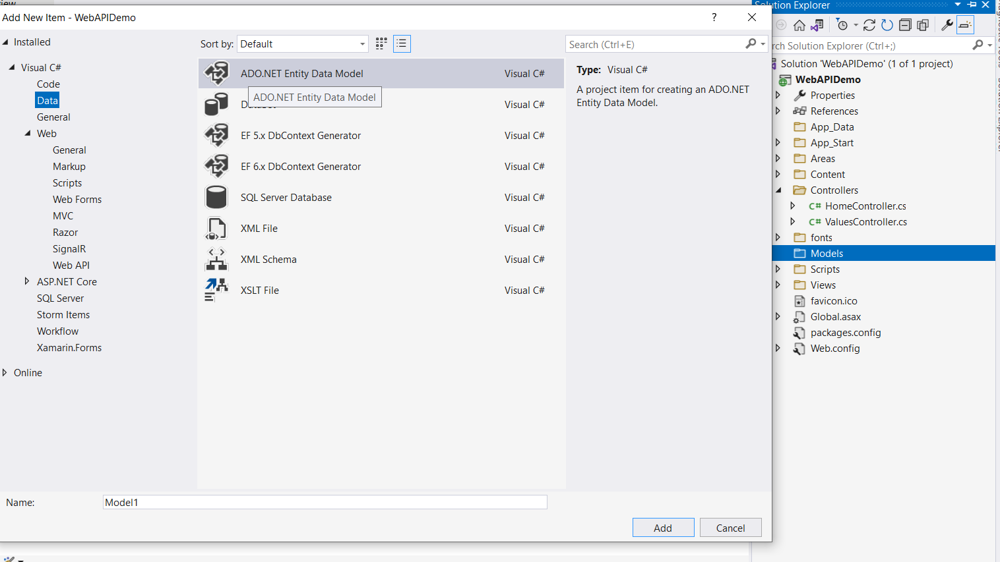 Add New Item - WebAPIDemo
?
Installed
Visual C#
Code
Data
General
Web
General
Markup
Scripts
Web Forms
MVC
Razor
SignalR
Web API
ASP.NET Core
SQL Server
Storm Items
Workflow
Xamarin.Forms
Online
Sort by: Default
Search (Ctrl+E)
ADO.NET Entity Data Model Visual C#
ADO.NET Entity Data Model
Visual C#
EF 5.x DbContext Generator Visual C#
EF 6.x DbContext Generator Visual C#
SQL Server Database Visual C#
XML File Visual C#
XML Schema Visual C#
XSLT File Visual C#
Type: Visual C#
A project item for creating an ADO.NET
Entity Data Model.
Name: Model1
Add Cancel
Solution Explorer
rch Solution Explorer (Ctrl+;)
Solution 'WebAPIDemo' (1 of 1 project)
WebAPIDemo
Properties
References
App_Data
App_Start
Areas
Content
Controllers
C# HomeController.cs
C# ValuesController.cs
fonts
Models
Scripts
Views
favicon.ico
Global.asax
packages.config
Web.config